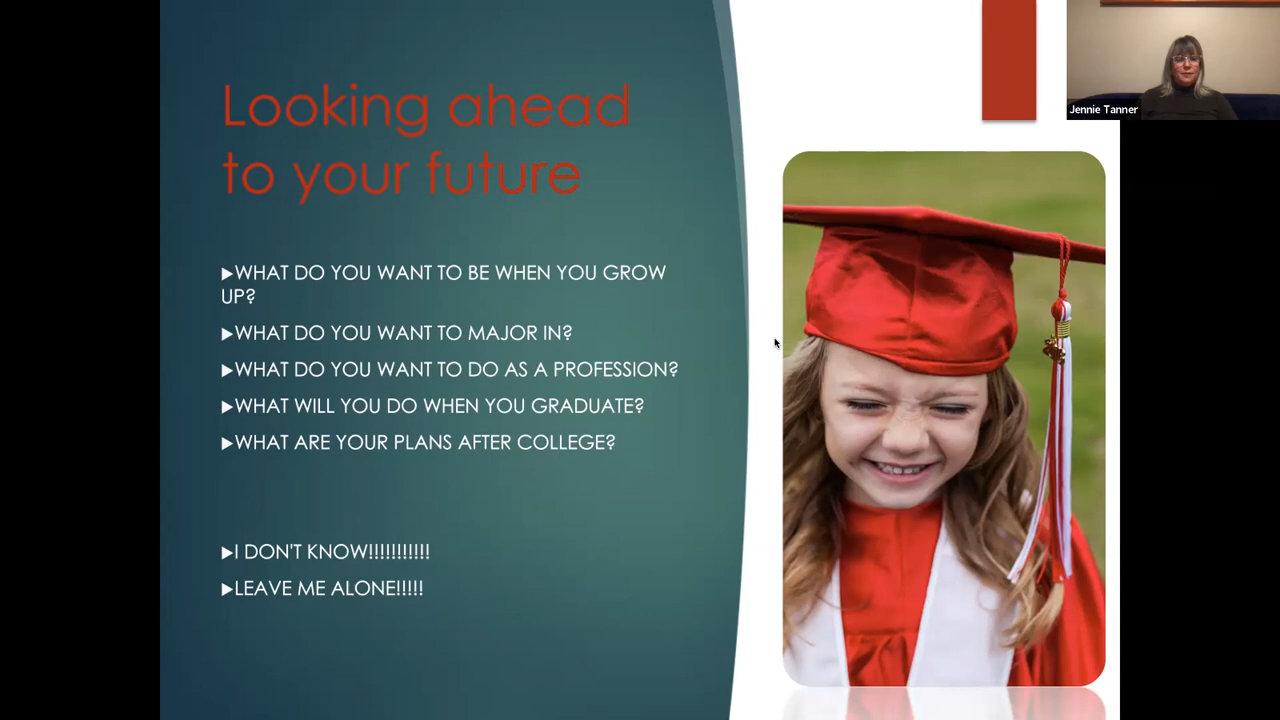 Looking ahead
to your future
▶WHAT DO YOU WANT TO BE WHEN YOU GROW
UP?
▶WHAT DO YOU WANT TO MAJOR IN?
▶WHAT DO YOU WANT TO DO AS A PROFESSION?
▶WHAT WILL YOU DO WHEN YOU GRADUATE?
▶WHAT ARE YOUR PLANS AFTER COLLEGE?
▶I DON'T KNOW!!!!!!!!!!!
▶LEAVE ME ALONE!!!!!
Jennie Tanner